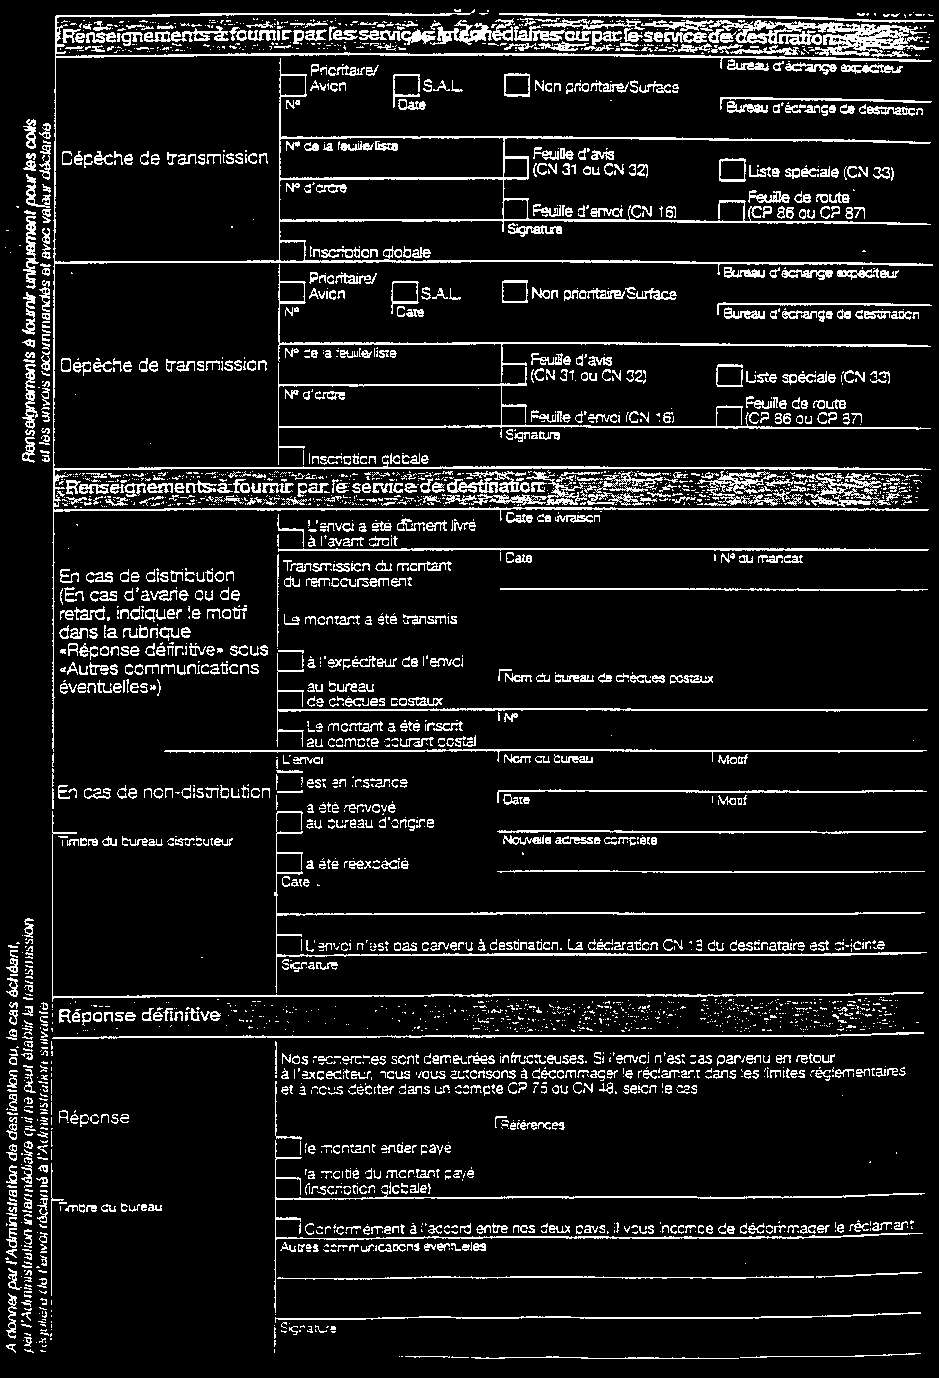 Renseignements à fournir par les services intermédiaires ou par le service de destination
Renseignements à fournir uniquement pour les colis
et les envois recommandés et avec valeur déclarée
Dépêche de transmission
Prioritaire/
Avion
S.A.L.
Non prioritaire/Surface
Bureau d'échange expéditeur
Nº
Date
Bureau d'échange de destination
Nº de la feuille/liste
Feuille d'avis
(CN 31 ou CN 32)
Liste spéciale (CN 33)
Nº d'ordre
Feuille d'envoi (CN 16)
Feuille de route
(CP 86 ou CP 87)
Signature
Inscription globale
Dépêche de transmission
Prioritaire/
Avion
S.A.L.
Non prioritaire/Surface
Bureau d'échange expéditeur
Nº
Date
Bureau d'échange de destination
Nº de la feuille/liste
Feuille d'avis
(CN 31 ou CN 32)
Liste spéciale (CN 33)
Nº d'ordre
Feuille d'envoi (CN 16)
Feuille de route
(CP 86 ou CP 87)
Signature
Inscription globale
Renseignements à fournir par le service de destination
En cas de distribution
(En cas d'avarie ou de
retard, indiquer le motif
dans la rubrique
«Réponse définitive» sous
«Autres communications
éventuelles»)
L'envoi a été dûment livré
à l'ayant droit
Date de livraison
Transmission du montant
du remboursement
Date
Nº du mandat
Le montant a été transmis
à l'expéditeur de l'envoi
au bureau
de chèques postaux
Nom du bureau de chèques postaux
Le montant a été inscrit
au compte courant postal
Nº
En cas de non-distribution
L'envoi
est en instance
Nom du bureau
Motif
a été renvoyé
au bureau d'origine
Date
Motif
Timbre du bureau distributeur
a été réexpédié
Nouvelle adresse complète
Date
L'envoi n'est pas parvenu à destination. La déclaration CN 18 du destinataire est ci-jointe
Signature
A donner par l'Administration de destination ou, le cas échéant,
par l'Administration intermédiaire qui ne peut établir la transmission
régulière de l'envoi réclamé à l'Administration suivante
Réponse définitive
Réponse
Nos recherches sont demeurées infructueuses. Si l'envoi n'est pas parvenu en retour
à l'expéditeur, nous vous autorisons à dédommager le réclamant dans les limites réglementaires
et à nous débiter dans un compte CP 75 ou CN 48, selon le cas
Références
le montant entier payé
la moitié du montant payé
(inscription globale)
Timbre du bureau
Conformément à l'accord entre nos deux pays, il vous incombe de dédommager le réclamant
Autres communications éventuelles
Signature